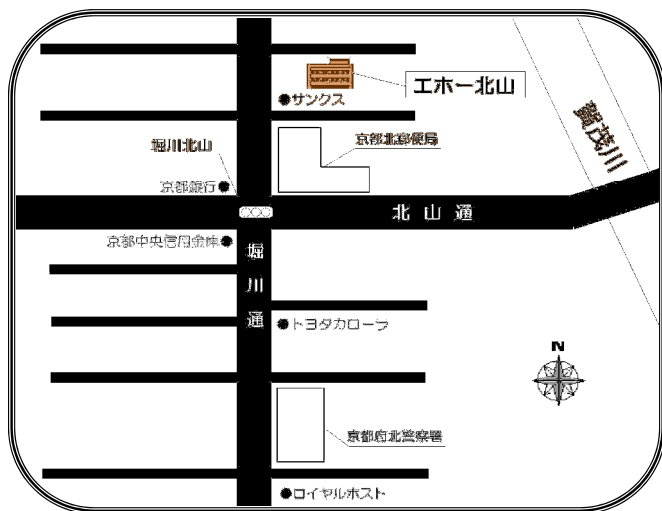 エホー北山
●サンクス
賀茂川
京都北郵便局
堀川北山
京都銀行●
北山通
京都中央信用金庫●
堀川通
●トヨタカローラ
N
京都府北警察署
●ロイヤルホスト